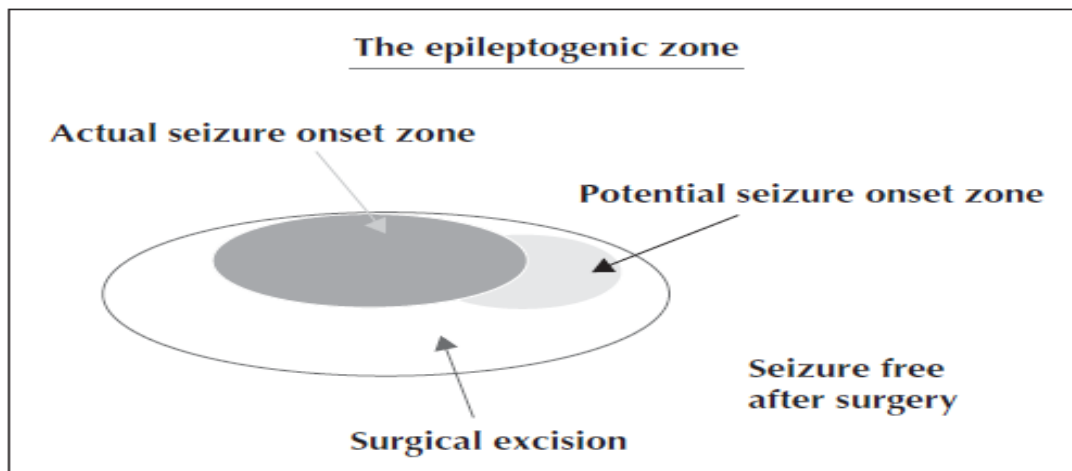 The epileptogenic zone
Actual seizure onset zone
Potential seizure onset zone
Seizure free
after surgery
Surgical excision